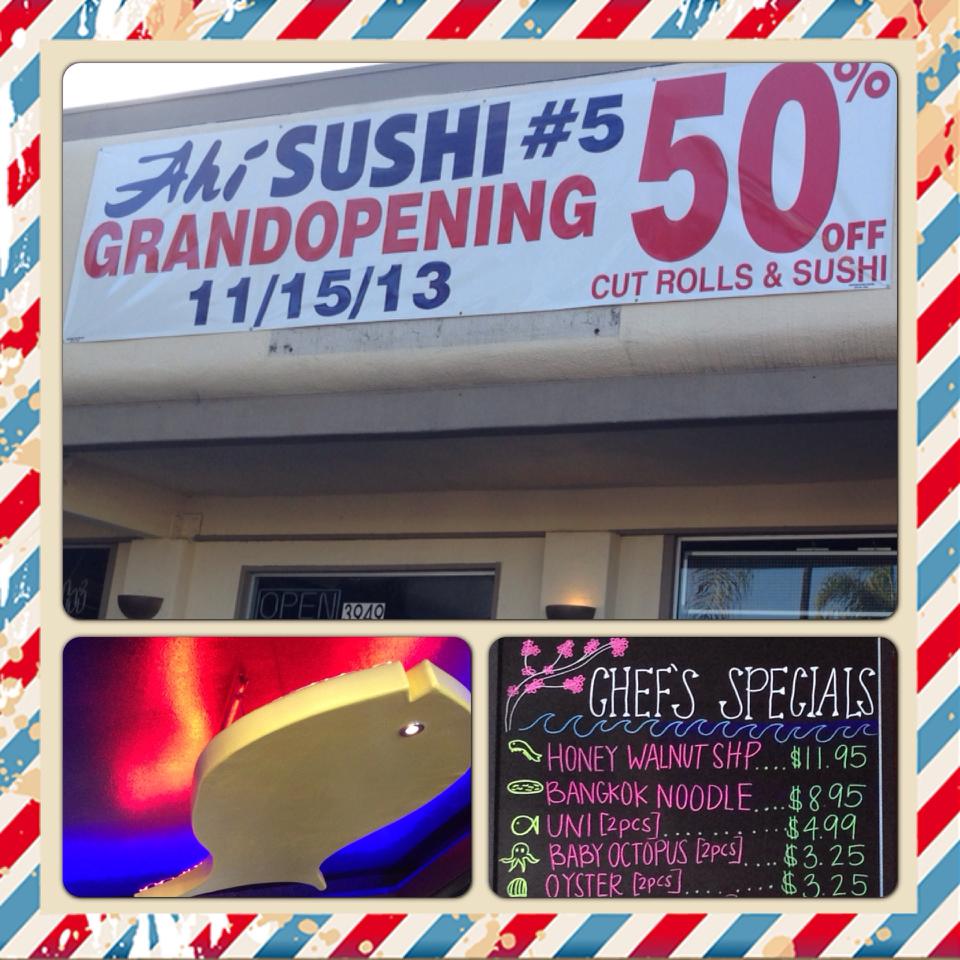 Ahi SUSHI #5
GRANDOPENING
11/15/13
50%
OFF
CUT ROLLS & SUSHI
OPEN
3949
CHEF'S SPECIALS
HONEY WALNUT SHP....$11.95
BANGKOK NOODLE....$8.95
UNI [2pcs]...........$4.99
BABY OCTOPUS [2pcs]....$3.25
OYSTER [2pcs].........$3.25